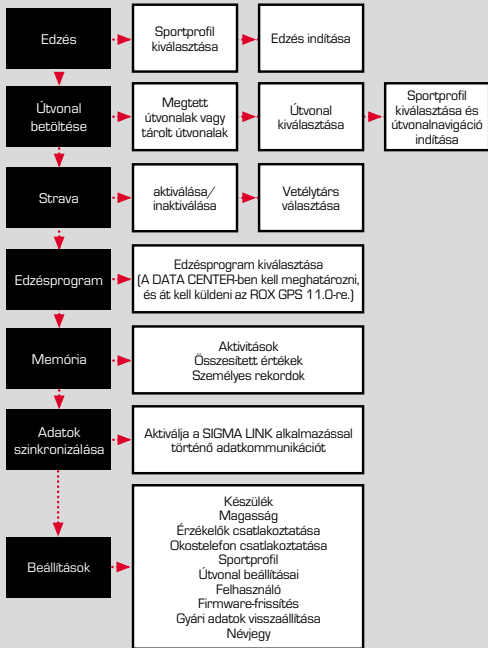 Edzés
Sportprofil
kiválasztása
Edzés indítása
Útvonal
betöltése
Megtett
útvonalak vagy
tárolt útvonalak
Útvonal
kiválasztása
Sportprofil
kiválasztása és
útvonalnavigáció
indítása
Strava
aktiválása/
inaktiválása
Vetélytárs
választása
Edzésprogram
Edzésprogram kiválasztása
(A DATA CENTER-ben kell meghatározni,
és át kell küldeni az ROX GPS 11.0-re.)
Memória
Aktivitások
Összesített értékek
Személyes rekordok
Adatok
szinkronizálása
Aktiválja a SIGMA LINK alkalmazással
történő adatkommunikációt
Beállítások
Készülék
Magasság
Érzékelők csatlakoztatása
Okostelefon csatlakoztatása
Sportprofil
Útvonal beállításai
Felhasználó
Firmware-frissítés
Gyári adatok visszaállítása
Névjegy